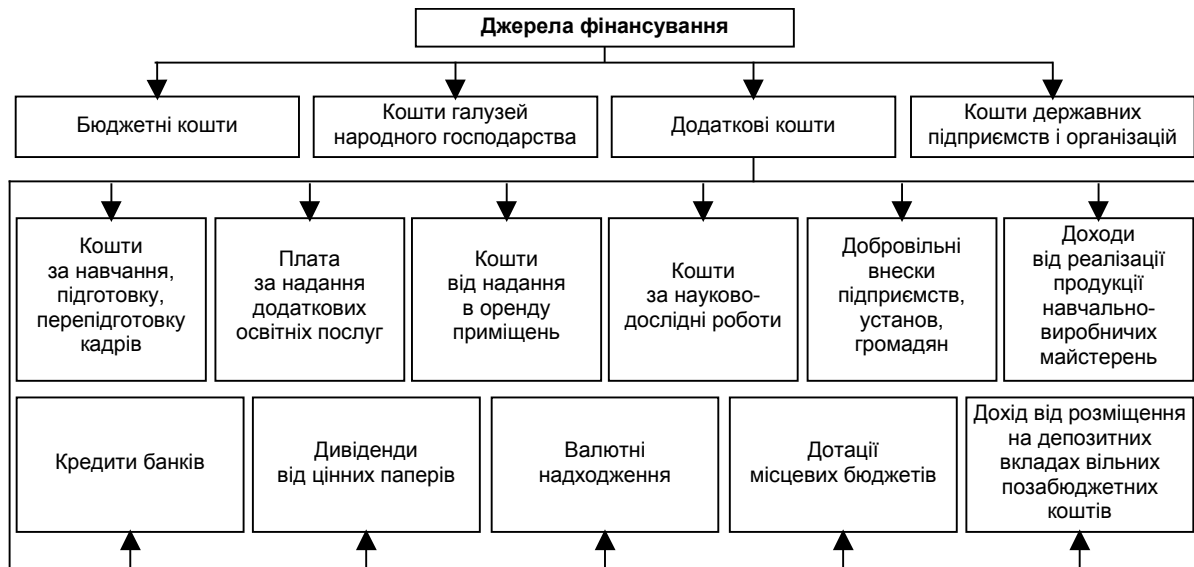 Джерела фінансування
Бюджетні кошти
Кошти галузей
народного господарства
Додаткові кошти
Кошти державних
підприємств і організацій
Кошти
за навчання,
підготовку,
перепідготовку
кадрів
Плата
за надання
додаткових
освітніх послуг
Кошти
від надання
в оренду
приміщень
Кошти
за науково-
дослідні роботи
Добровільні
внески
підприємств,
установ,
громадян
Доходи
від реалізації
продукції
навчально-
виробничих
майстерень
Кредити банків
Дивіденди
від цінних паперів
Валютні
надходження
Дотації
місцевих бюджетів
Дохід від розміщення
на депозитних
вкладах вільних
позабюджетних
коштів